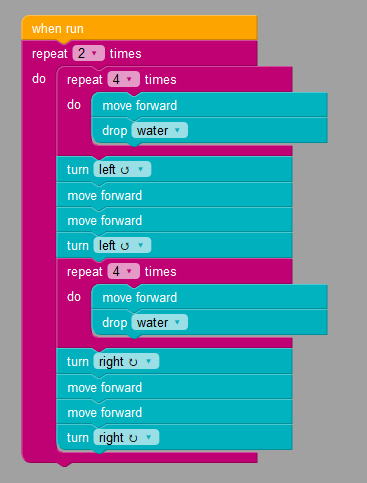 when run
repeat 2 times
do repeat 4 times
do move forward
drop water
turn left ↺
move forward
move forward
turn left ↺
repeat 4 times
do move forward
drop water
turn right ↻
move forward
move forward
turn right ↻